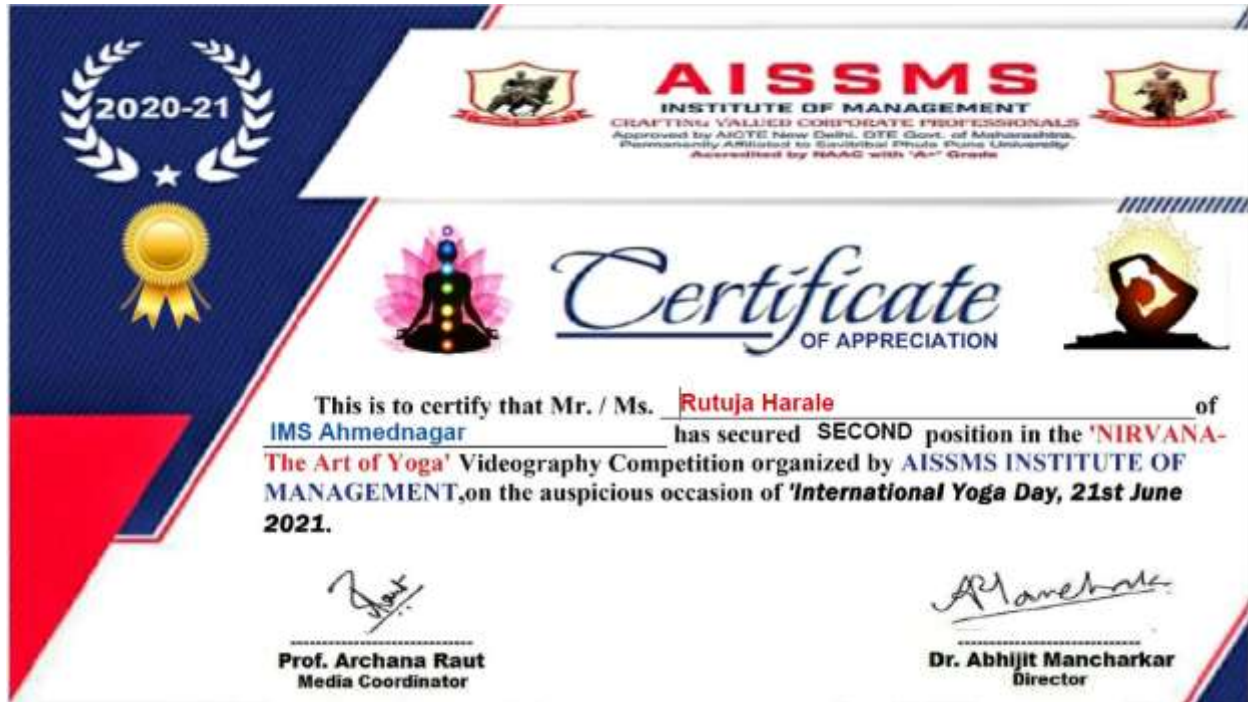 2020-21
AISSMS
INSTITUTE OF MANAGEMENT
CRAFTING VALUED CORPORATE PROFESSIONALS
Approved by AICTE New Delhi, DTE Govt. of Maharashtra,
Permanently Affiliated to Savitribai Phule Pune University
Accredited by NAAC with 'A+' Grade
Certificate
OF APPRECIATION
This is to certify that Mr. / Ms. Rutuja Harale of
IMS Ahmednagar has secured SECOND position in the 'NIRVANA-
The Art of Yoga' Videography Competition organized by AISSMS INSTITUTE OF
MANAGEMENT,on the auspicious occasion of 'International Yoga Day, 21st June
2021.
Prof. Archana Raut
Media Coordinator
Dr. Abhijit Mancharkar
Director